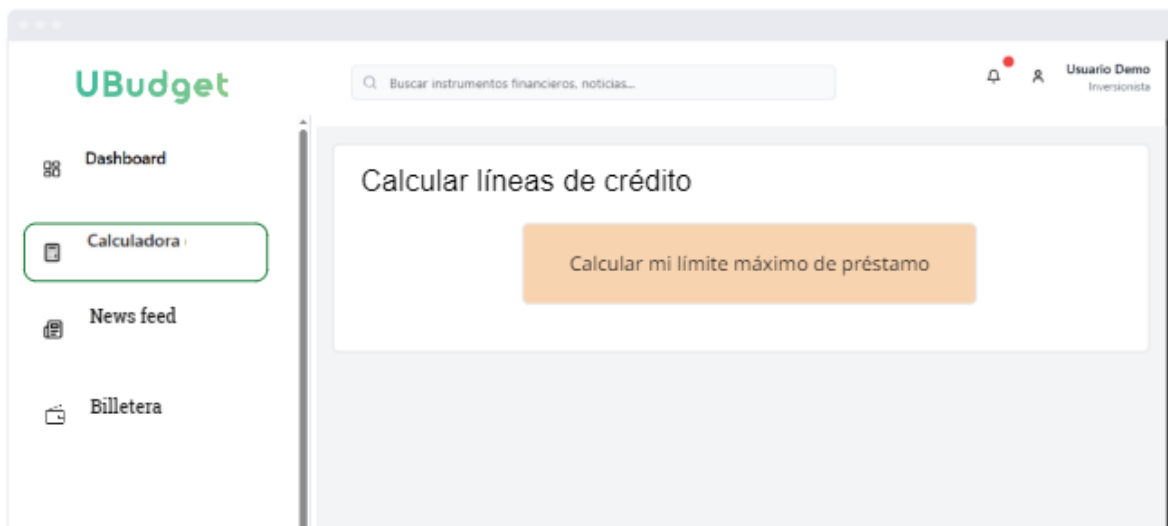 UBudget
Buscar instrumentos financieros, noticias...
Usuario Demo
Inversionista
Dashboard
Calculadora
News feed
Billetera
Calcular líneas de crédito
Calcular mi límite máximo de préstamo